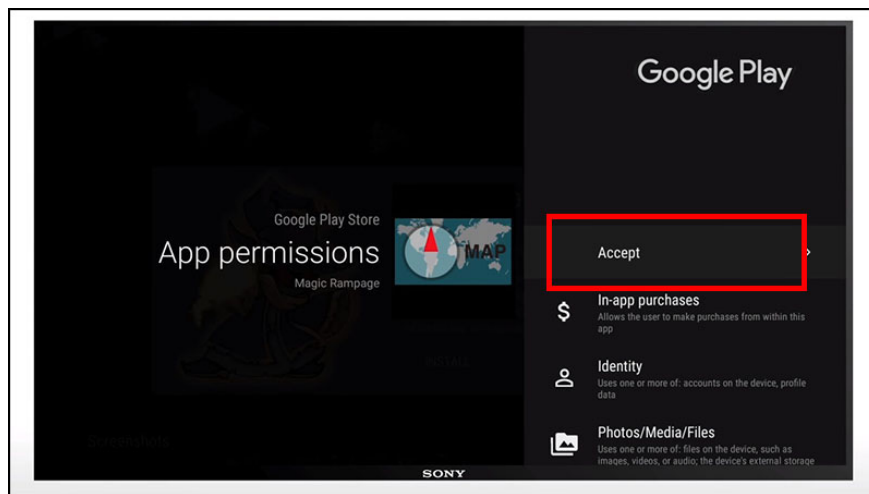 Google Play
Google Play Store
App permissions
Magic Rampage
MAP
INSTALL
Screenshots
Accept
In-app purchases
Allows the user to make purchases from within this
app
Identity
Uses one or more of: accounts on the device, profile
data
Photos/Media/Files
Uses one or more of: files on the device, such as
images, videos, or audio; the device's external storage
SONY